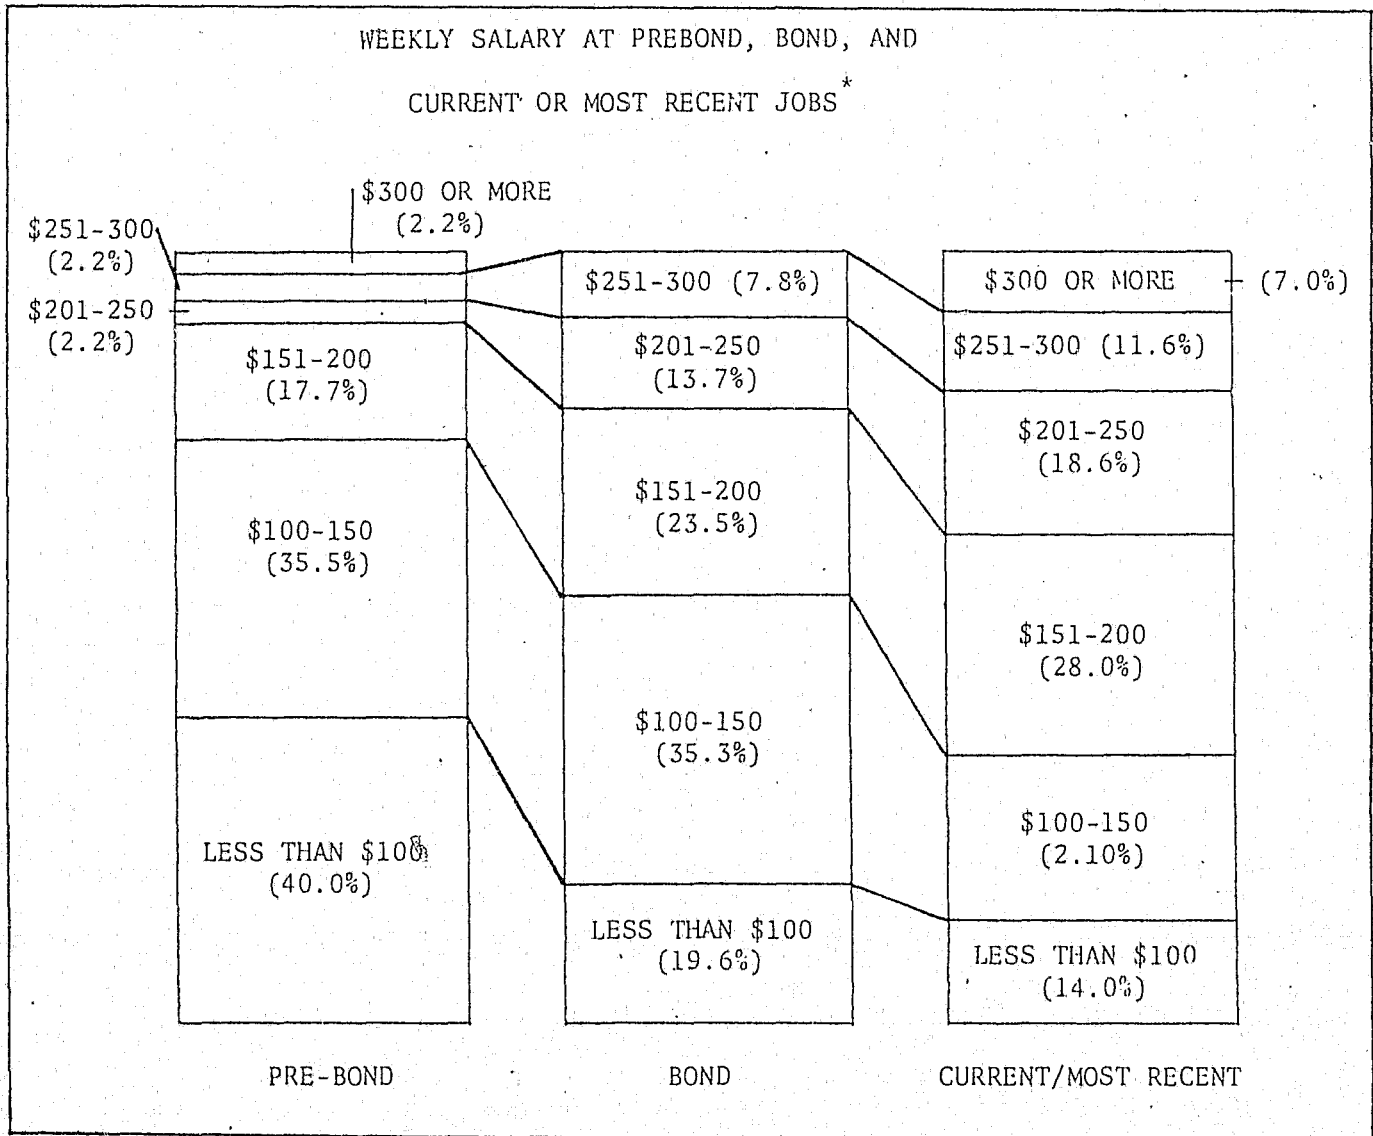 WEEKLY SALARY AT PREBOND, BOND, AND
CURRENT OR MOST RECENT JOBS*
$300 OR MORE
(2.2%)
$251-300
(2.2%)
$201-250
(2.2%)
$151-200
(17.7%)
$100-150
(35.5%)
LESS THAN $100
(40.0%)
PRE-BOND
$251-300 (7.8%)
$201-250
(13.7%)
$151-200
(23.5%)
$100-150
(35.3%)
LESS THAN $100
(19.6%)
BOND
$300 OR MORE (7.0%)
$251-300 (11.6%)
$201-250
(18.6%)
$151-200
(28.0%)
$100-150
(2.10%)
LESS THAN $100
(14.0%)
CURRENT/MOST RECENT